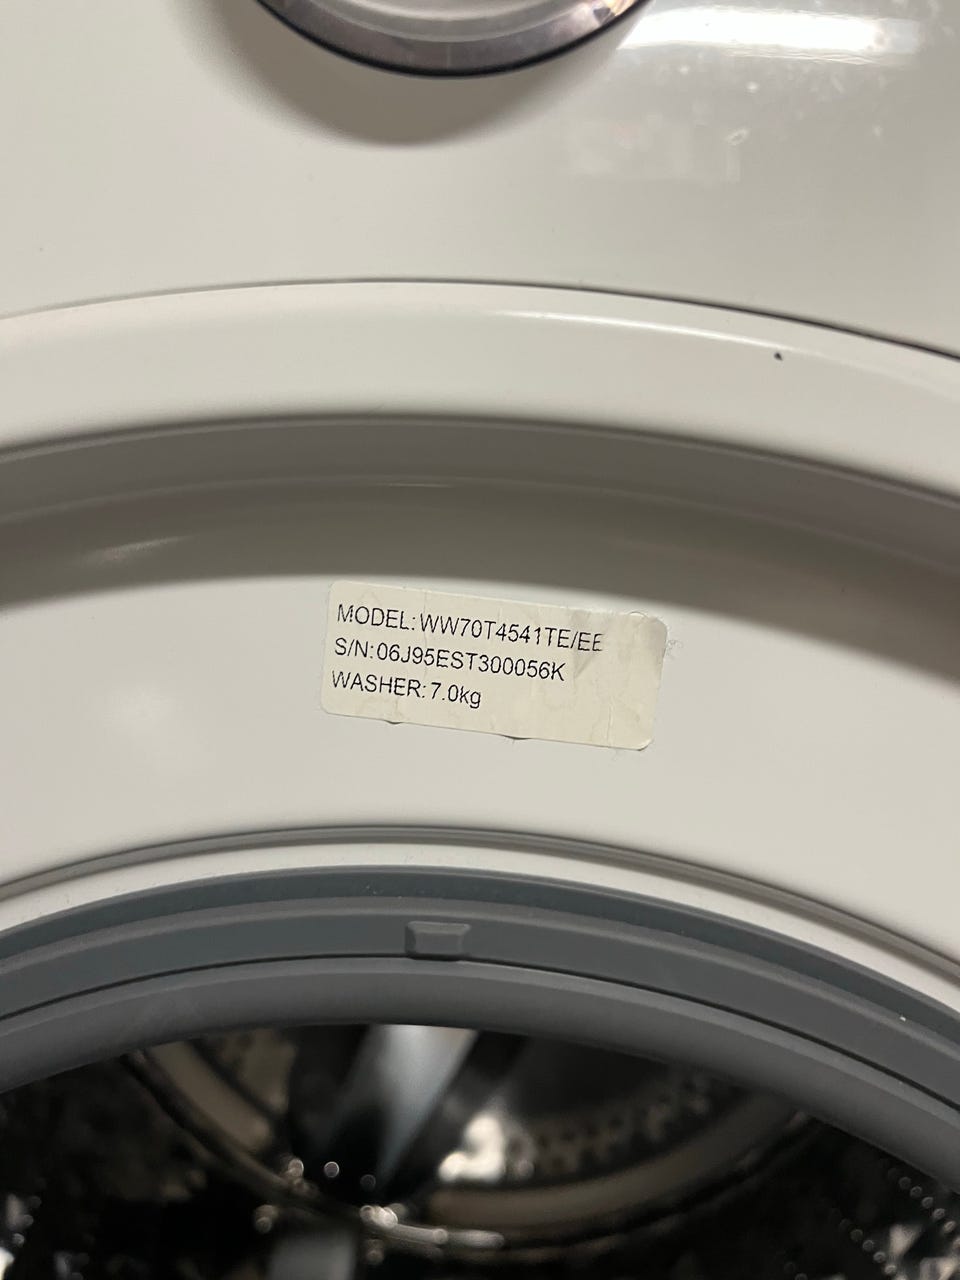 MODEL: WW70T4541TE/EE
S/N: 06J95EST300056K
WASHER: 7.0kg